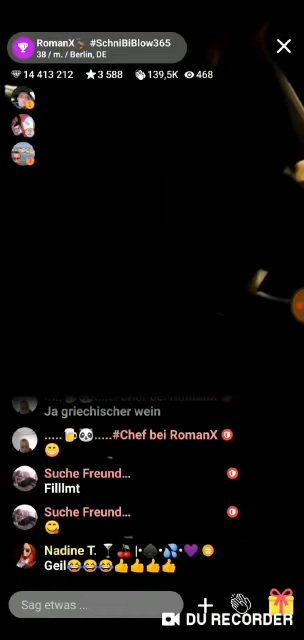 RomanX #SchniBiBlow365
38 / m. / Berlin, DE
14 413 212 3 588 139,5K 468
Ja griechischer wein
.....🍺🐼.....#Chef bei RomanX
😁
Suche Freund...
Filllmt
Suche Freund...
😋
Nadine T. 🍸🍒|•♠•💦•💜
Geil😂😂😂👍👍👍👍
Sag etwas ...
DU RECORDER